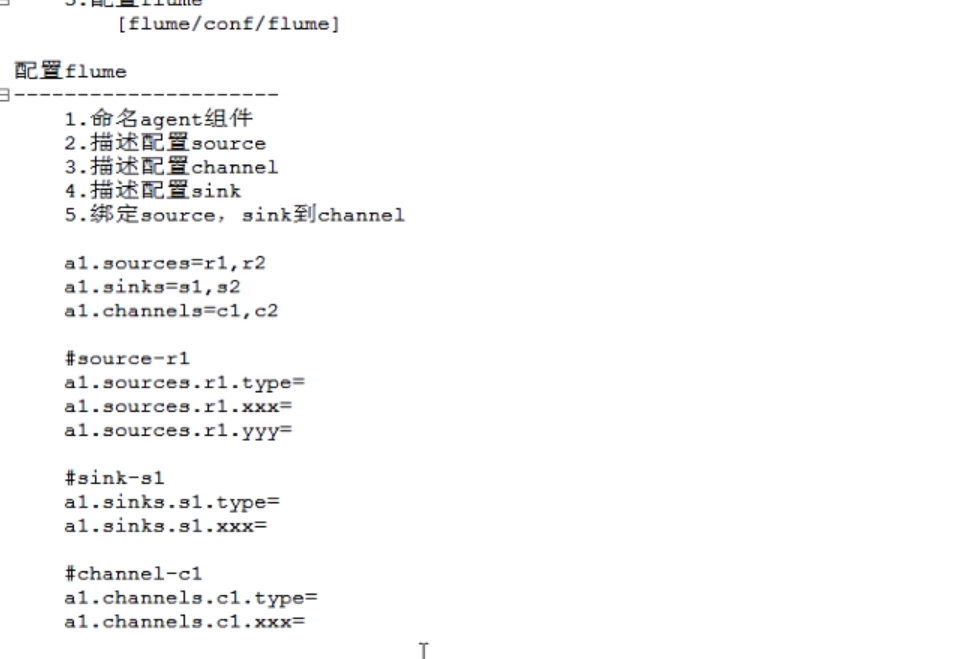 3.配置flume
[flume/conf/flume]
配置flume
---------------------
1.命名agent组件
2.描述配置source
3.描述配置channel
4.描述配置sink
5.绑定source，sink到channel
a1.sources=r1,r2
a1.sinks=s1,s2
a1.channels=c1,c2
#source-r1
a1.sources.r1.type=
a1.sources.r1.xxx=
a1.sources.r1.yyy=
#sink-s1
a1.sinks.s1.type=
a1.sinks.s1.xxx=
#channel-c1
a1.channels.c1.type=
a1.channels.c1.xxx=